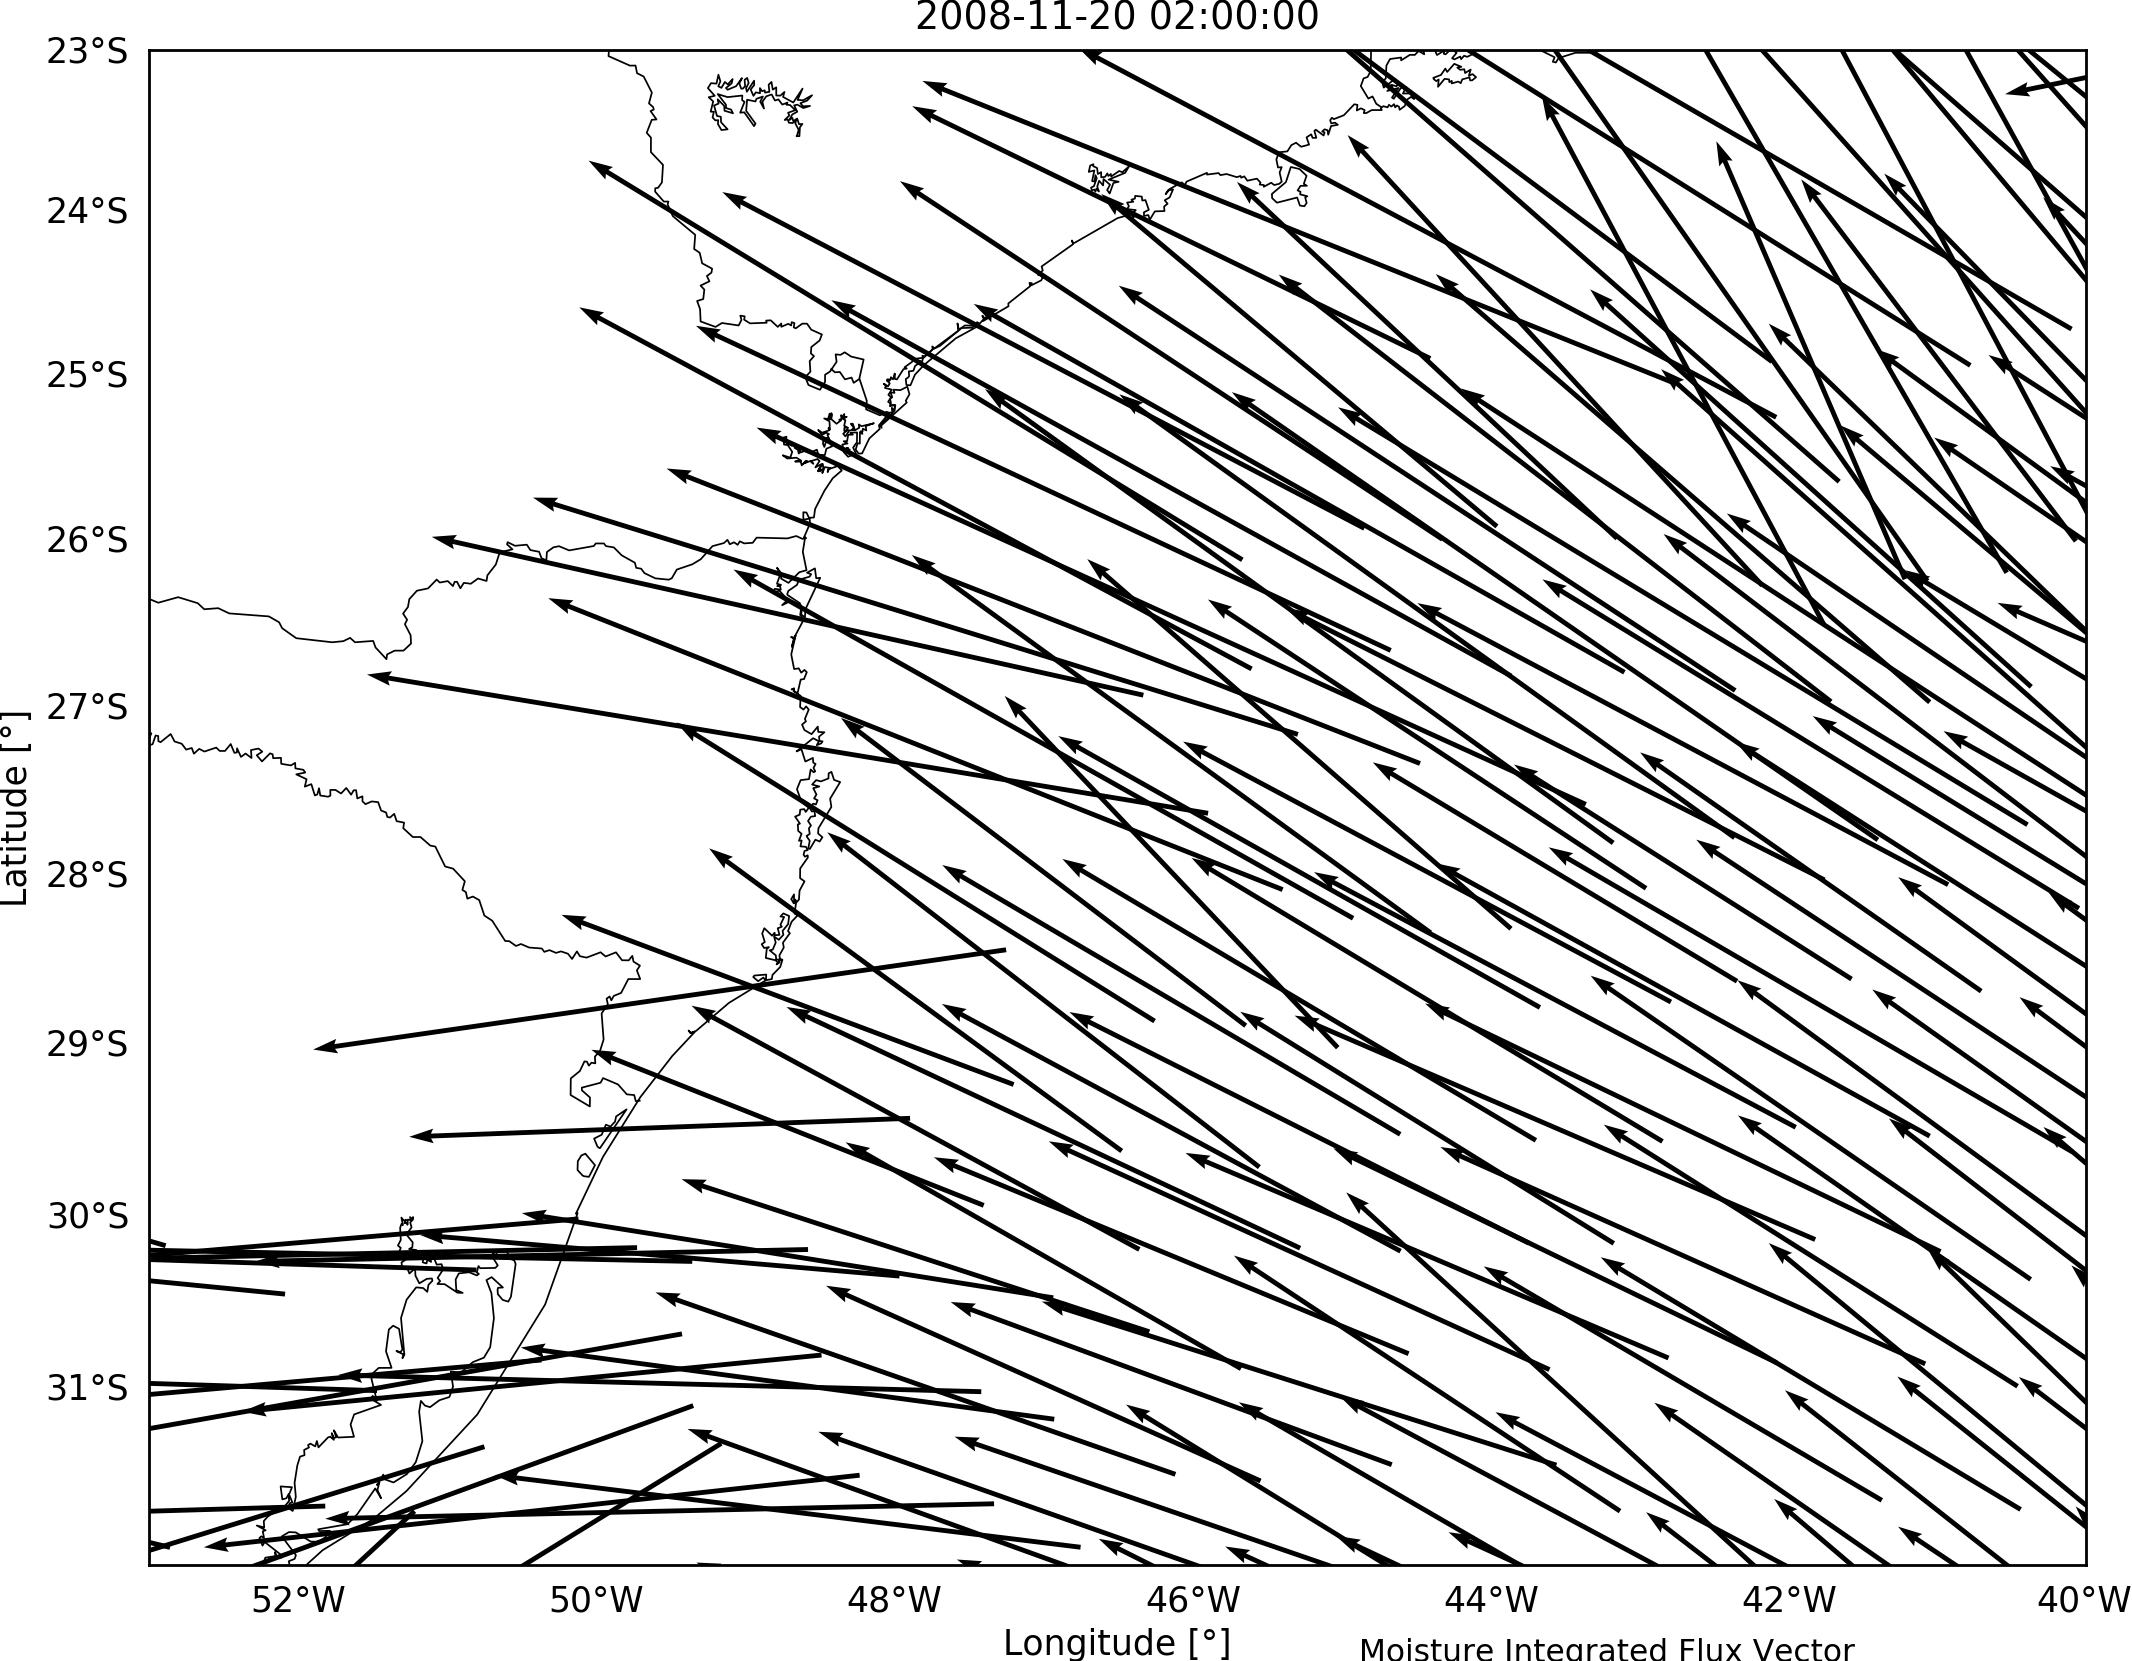 2008-11-20 02:00:00
23°S
24°S
25°S
26°S
27°S
28°S
29°S
30°S
31°S
Latitude [°]
52°W 50°W 48°W 46°W 44°W 42°W 40°W
Longitude [°]
Moisture Integrated Flux Vector